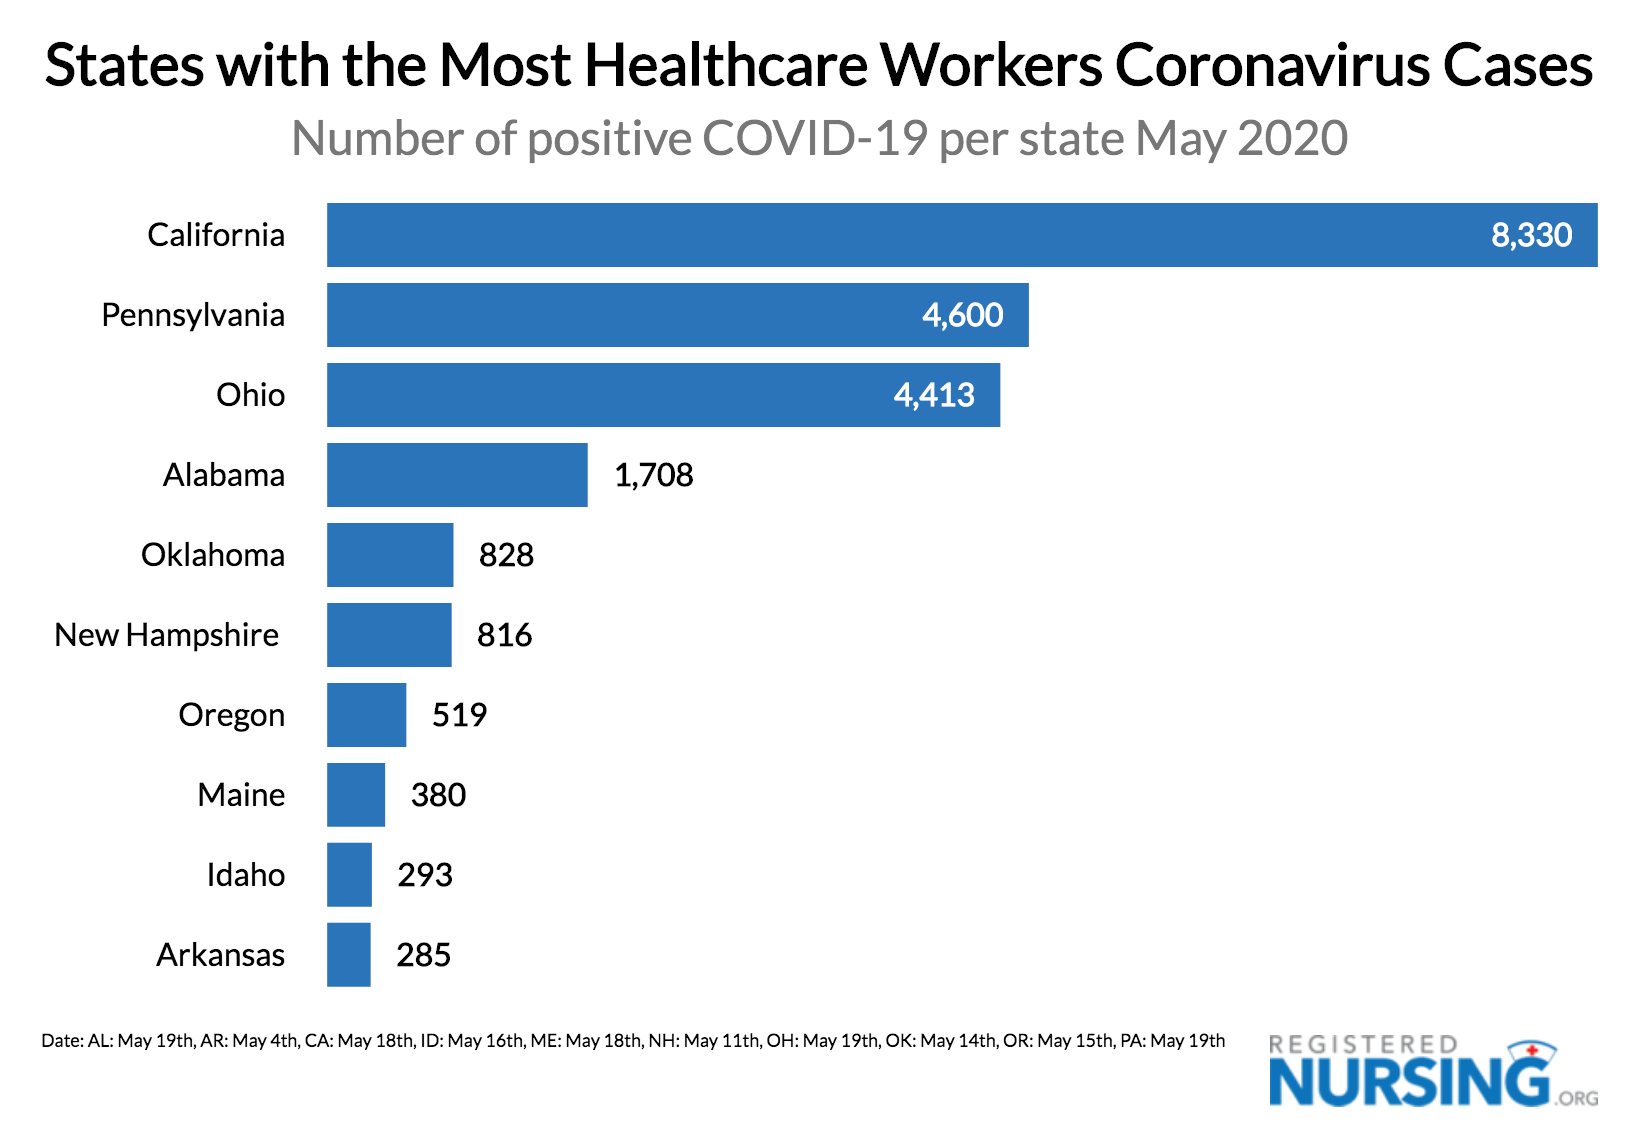 States with the Most Healthcare Workers Coronavirus Cases
Number of positive COVID-19 per state May 2020
California 8,330
Pennsylvania 4,600
Ohio 4,413
Alabama 1,708
Oklahoma 828
New Hampshire 816
Oregon 519
Maine 380
Idaho 293
Arkansas 285
Date: AL: May 19th, AR: May 4th, CA: May 18th, ID: May 16th, ME: May 18th, NH: May 11th, OH: May 19th, OK: May 14th, OR: May 15th, PA: May 19th
REGISTERED
NURSING.ORG